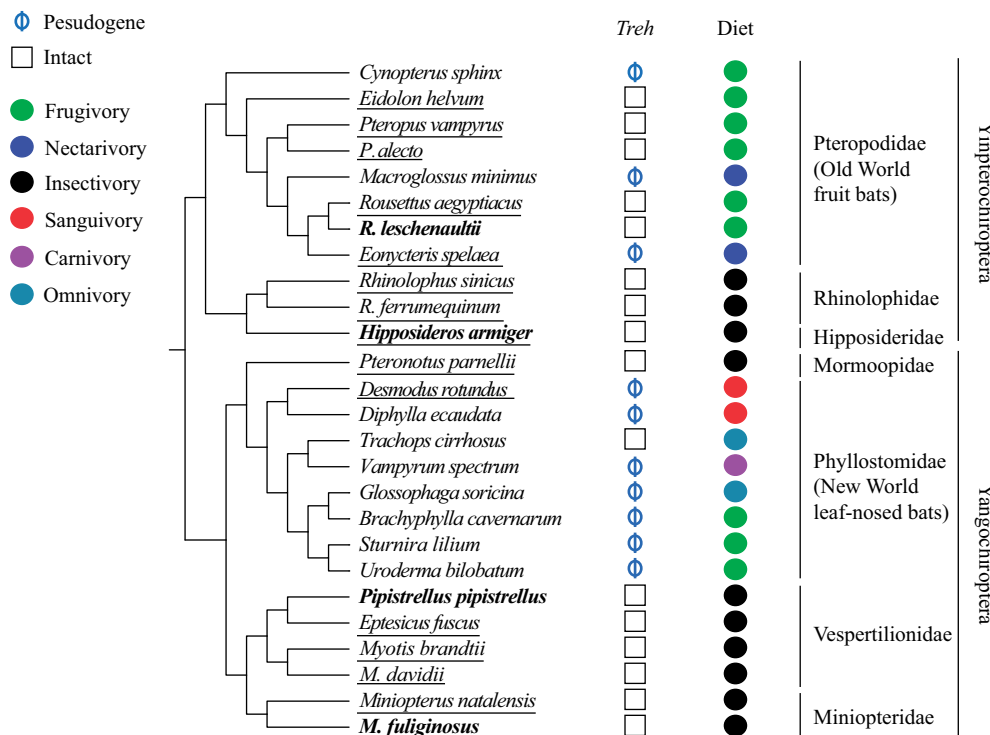 Pesudogene
Intact
Frugivory
Nectarivory
Insectivory
Sanguivory
Carnivory
Omnivory
Treh Diet
Cynopterus sphinx
Eidolon helvum
Pteropus vampyrus
P. alecto
Macroglossus minimus
Rousettus aegyptiacus
R. leschenaultii
Eonycteris spelaea
Rhinolophus sinicus
R. ferrumequinum
Hipposideros armiger
Pteronotus parnellii
Desmodus rotundus
Diphylla ecaudata
Trachops cirrhosus
Vampyrum spectrum
Glossophaga soricina
Brachyphylla cavernarum
Sturnira lilium
Uroderma bilobatum
Pipistrellus pipistrellus
Eptesicus fuscus
Myotis brandtii
M. davidii
Miniopterus natalensis
M. fuliginosus
Pteropodidae
(Old World
fruit bats)
Rhinolophidae
Hipposideridae
Mormoopidae
Phyllostomidae
(New World
leaf-nosed bats)
Vespertilionidae
Miniopteridae
Yinpterochiroptera
Yangochiroptera